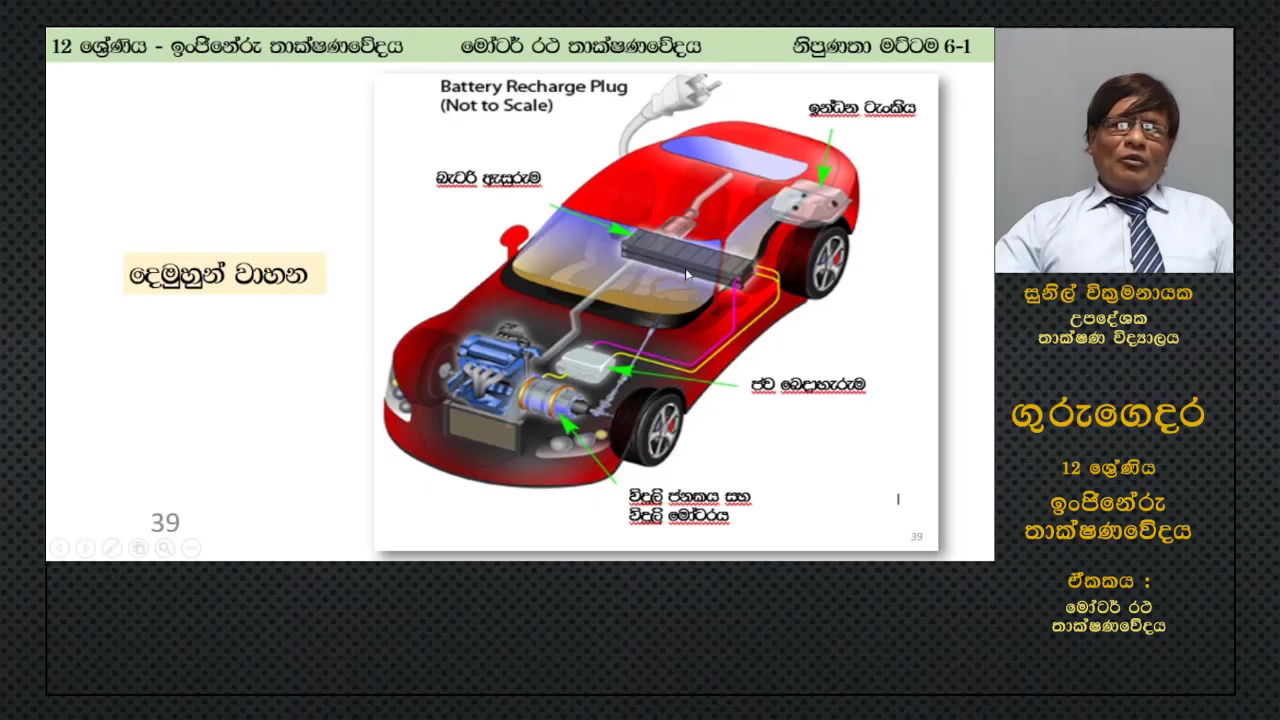 12 ශ්‍රේණිය - ඉංජිනේරු තාක්ෂණවේදය මෝටර් රථ තාක්ෂණවේදය නිපුණතා මට්ටම 6-1
Battery Recharge Plug
(Not to Scale)
ඉන්ධන ටැංකිය
බැටරි ඇසුරුම
දෙමුහුන් වාහන
ජව බෙදාහැරුම
විදුලි ජනකය සහ
විදුලි මෝටරය
39
39
සුනිල් වික්‍රමනායක
උපදේශක
තාක්ෂණ විද්‍යාලය
ගුරුගෙදර
12 ශ්‍රේණිය
ඉංජිනේරු
තාක්ෂණවේදය
ඒකකය :
මෝටර් රථ
තාක්ෂණවේදය